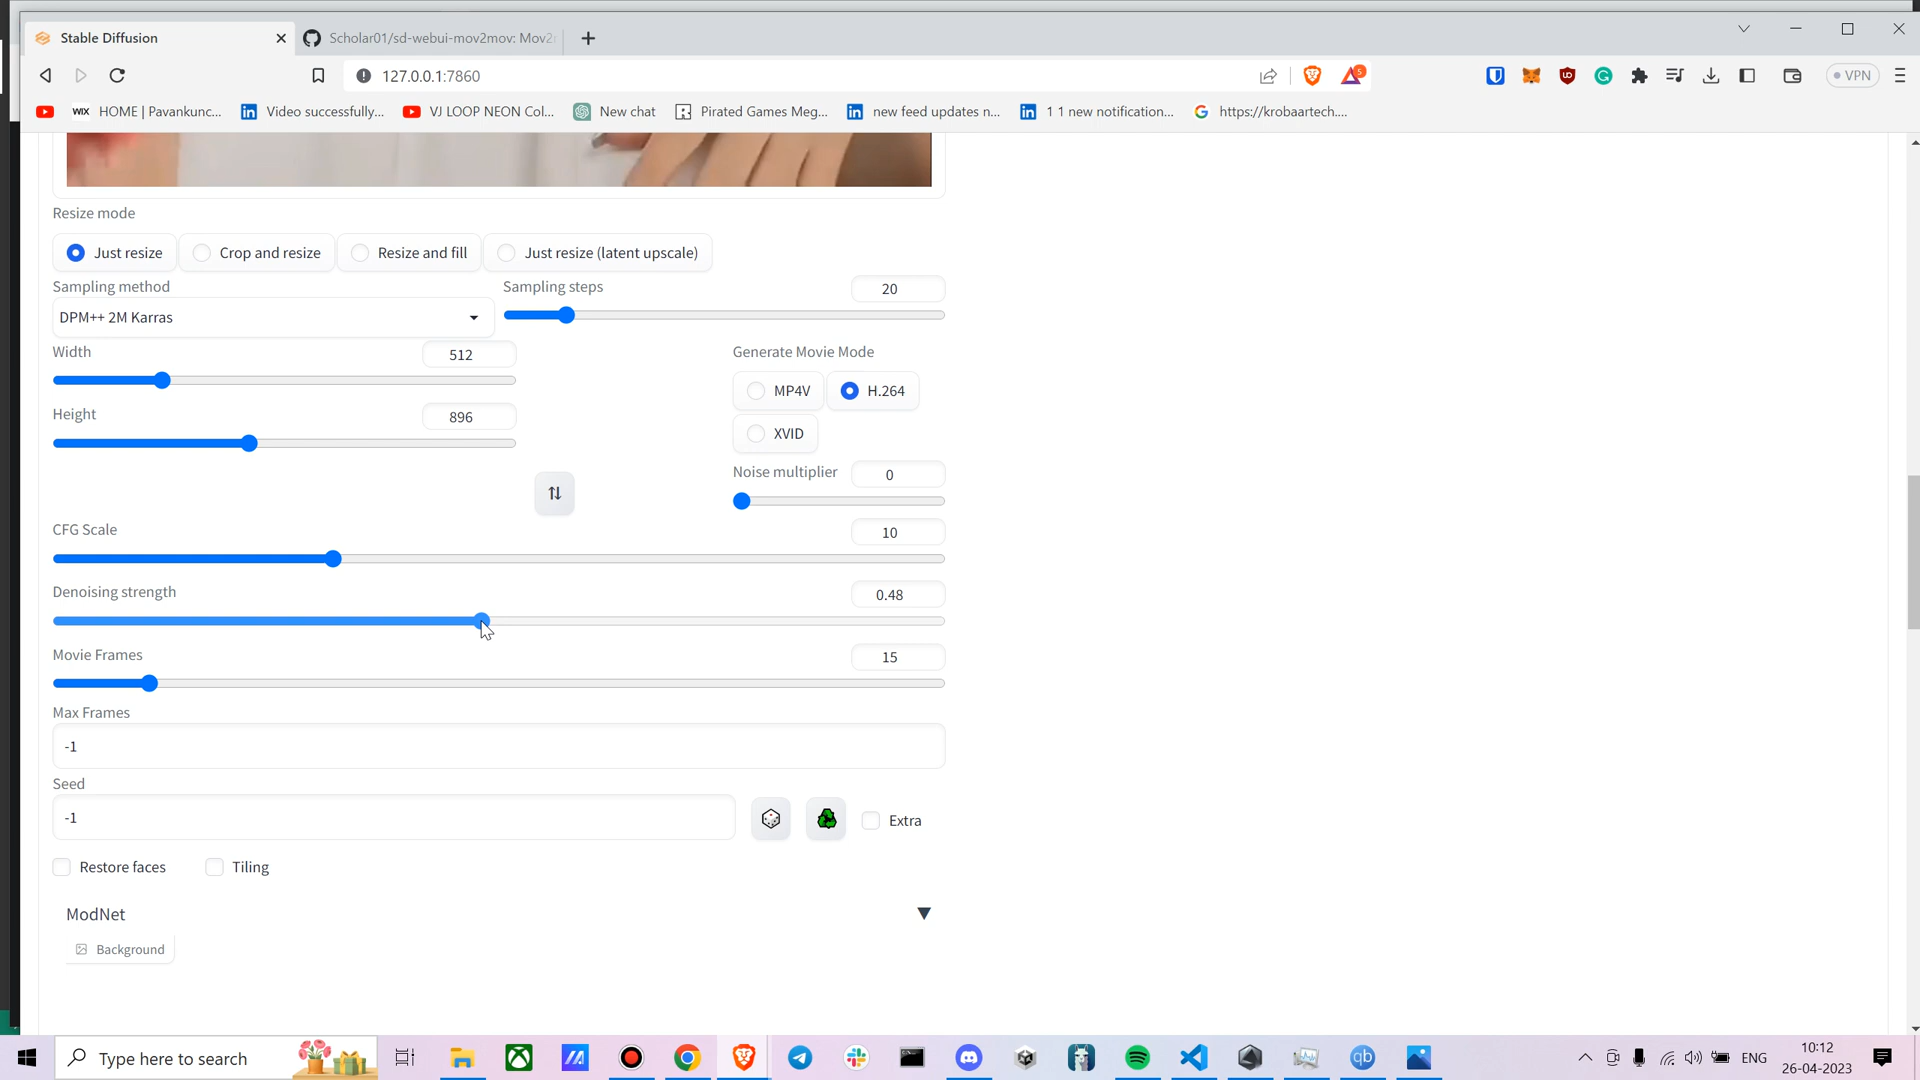 Stable Diffusion
Scholar01/sd-webui-mov2mov: Mov2
127.0.0.1:7860
5
VPN
WIX HOME | Pavankunc...
Video successfully...
VJ LOOP NEON Col...
New chat
Pirated Games Meg...
new feed updates n...
1 1 new notification...
https://krobaartech....
Resize mode
Just resize
Crop and resize
Resize and fill
Just resize (latent upscale)
Sampling method
Sampling steps
20
DPM++ 2M Karras
Width
512
Generate Movie Mode
MP4V
H.264
Height
896
XVID
Noise multiplier
0
CFG Scale
10
Denoising strength
0.48
Movie Frames
15
Max Frames
-1
Seed
-1
Extra
Restore faces
Tiling
ModNet
Background
Type here to search
ENG
10:12
26-04-2023